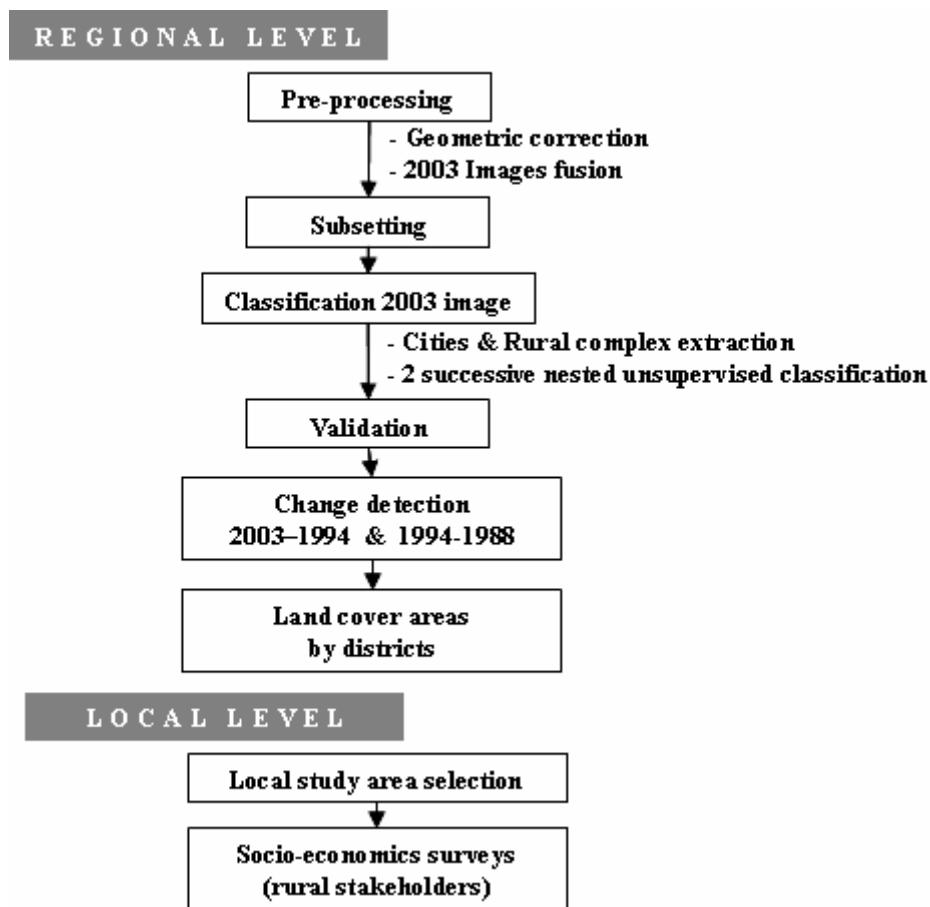 REGIONAL LEVEL
Pre-processing
- Geometric correction
- 2003 Images fusion
Subsetting
Classification 2003 image
- Cities & Rural complex extraction
- 2 successive nested unsupervised classification
Validation
Change detection
2003–1994 & 1994-1988
Land cover areas
by districts
LOCAL LEVEL
Local study area selection
Socio-economics surveys
(rural stakeholders)